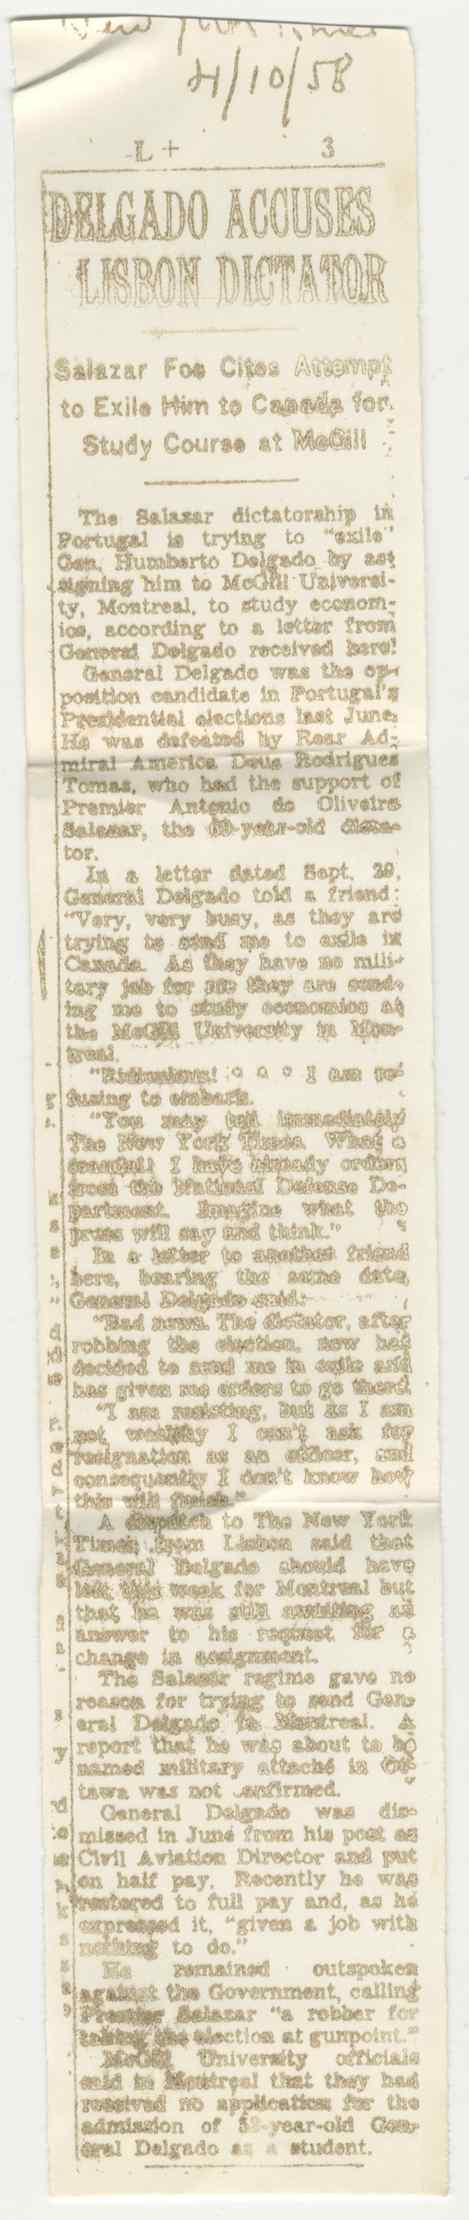 New York Times
4/10/58
L + 3
DELGADO ACCUSES
LISBON DICTATOR
Salazar Foe Cites Attempt
to Exile Him to Canada for
Study Course at McGill
The Salazar dictatorship in
Portugal is trying to "exile"
Gen. Humberto Delgado by as-
signing him to McGill Universi-
ty, Montreal, to study econom-
ics, according to a letter from
General Delgado received here.
General Delgado was the op-
position candidate in Portugal's
Presidential elections last June.
He was defeated by Rear Ad-
miral America Deus Rodrigues
Tomas, who had the support of
Premier Antonio de Oliveira
Salazar, the 69-year-old dicta-
tor.
In a letter dated Sept. 29,
General Delgado told a friend:
"Very, very busy, as they are
trying to send me to exile in
Canada. As they have no mili-
tary job for me they are send-
ing me to study economics at
the McGill University in Mon-
treal.
"Ridiculous! * * * I am re-
fusing to embark.
"You may tell immediately
The New York Times. What a
scandal! I have already orders
from the National Defense De-
partment. Imagine what the
press will say and think."
In a letter to another friend
here, bearing the same date,
General Delgado said:
"Bad news. The dictator, after
robbing the election, now has
decided to send me in exile and
has given me orders to go there.
"I am resisting, but as I am
not wealthy I can't ask for
resignation as an officer, and
consequently I don't know how
this will finish."
A dispatch to The New York
Times from Lisbon said that
General Delgado should have
left this week for Montreal but
that he was still awaiting an
answer to his request for a
change in assignment.
The Salazar regime gave no
reason for trying to send Gen-
eral Delgado to Montreal. A
report that he was about to be
named military attaché in Ot-
tawa was not confirmed.
General Delgado was dis-
missed in June from his post as
Civil Aviation Director and put
on half pay. Recently he was
restored to full pay and, as he
expressed it, "given a job with
nothing to do."
He remained outspoken
against the Government, calling
Premier Salazar "a robber for
taking the election at gunpoint."
McGill University officials
said in Montreal that they had
received no application for the
admission of 52-year-old Gen-
eral Delgado as a student.